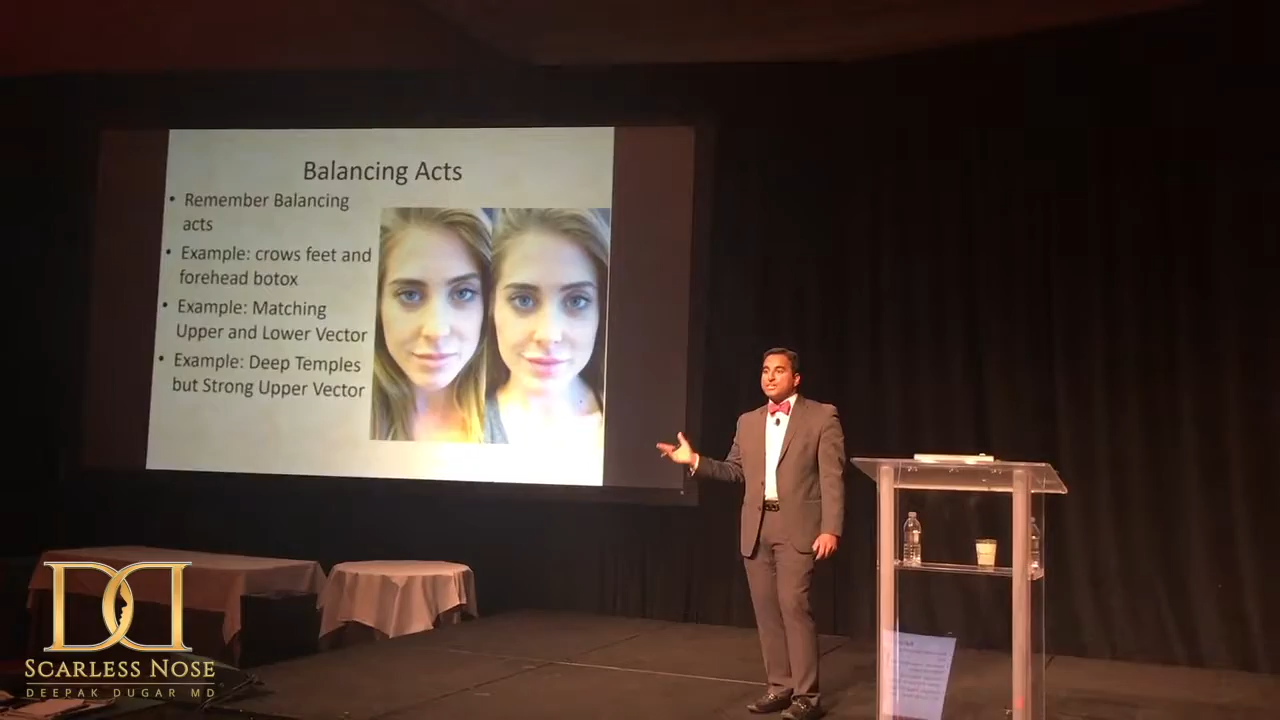 Balancing Acts
• Remember Balancing
acts
• Example: crows feet and
forehead botox
• Example: Matching
Upper and Lower Vector
• Example: Deep Temples
but Strong Upper Vector
DD
SCARLESS NOSE
DEEPAK DUGAR MD